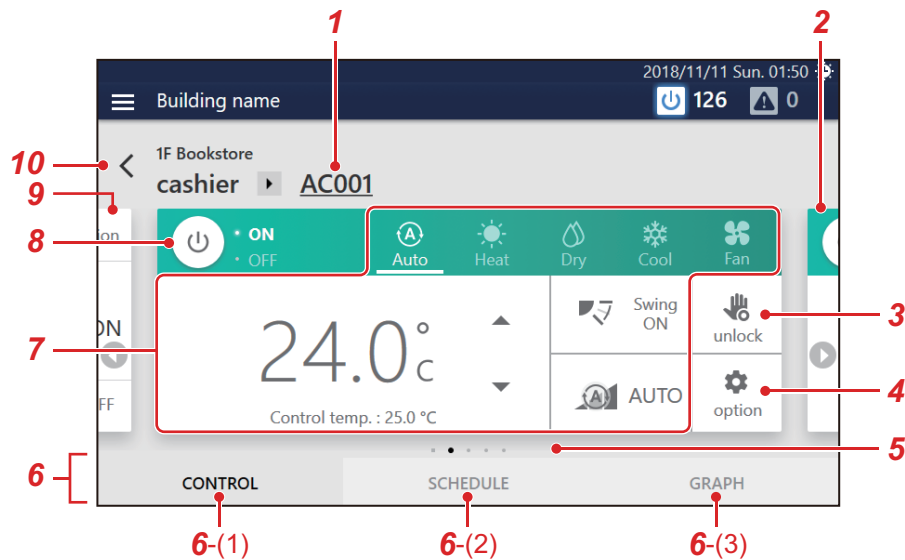 1
2
2018/11/11 Sun. 01:50
Building name
126
0
10
1F Bookstore
cashier
AC001
9
ion
8
ON
OFF
A
Auto
Heat
Dry
Cool
Fan
7
24.0°C
Control temp. : 25.0 °C
Swing
ON
A
AUTO
unlock
3
option
4
ON
FF
5
6
CONTROL
SCHEDULE
GRAPH
6-(1)
6-(2)
6-(3)